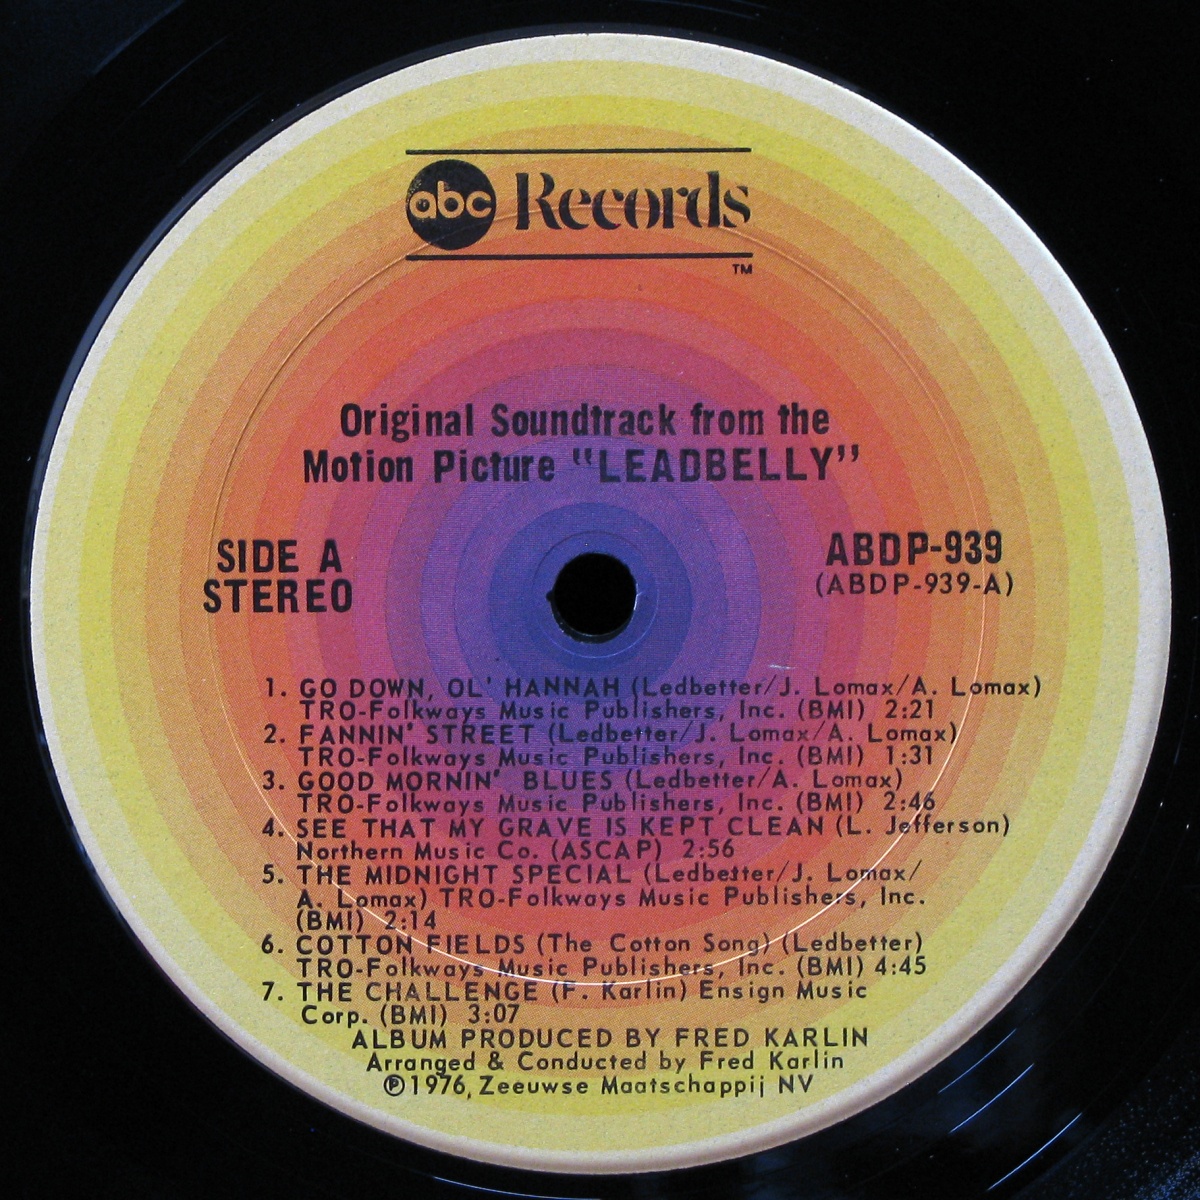 abc Records
TM
Original Soundtrack from the
Motion Picture "LEADBELLY"
SIDE A
STEREO
ABDP-939
(ABDP-939-A)
1. GO DOWN, OL' HANNAH (Ledbetter/J. Lomax/A. Lomax)
TRO-Folkways Music Publishers, Inc. (BMI) 2:21
2. FANNIN' STREET (Ledbetter/J. Lomax/A. Lomax)
TRO-Folkways Music Publishers, Inc. (BMI) 1:31
3. GOOD MORNIN' BLUES (Ledbetter/A. Lomax)
TRO-Folkways Music Publishers, Inc. (BMI) 2:46
4. SEE THAT MY GRAVE IS KEPT CLEAN (L. Jefferson)
Northern Music Co. (ASCAP) 2:56
5. THE MIDNIGHT SPECIAL (Ledbetter/J. Lomax/
A. Lomax) TRO-Folkways Music Publishers, Inc.
(BMI) 2:14
6. COTTON FIELDS (The Cotton Song) (Ledbetter)
TRO-Folkways Music Publishers, Inc. (BMI) 4:45
7. THE CHALLENGE (F. Karlin) Ensign Music
Corp. (BMI) 3:07
ALBUM PRODUCED BY FRED KARLIN
Arranged & Conducted by Fred Karlin
℗1976, Zeeuwse Maatschappij NV